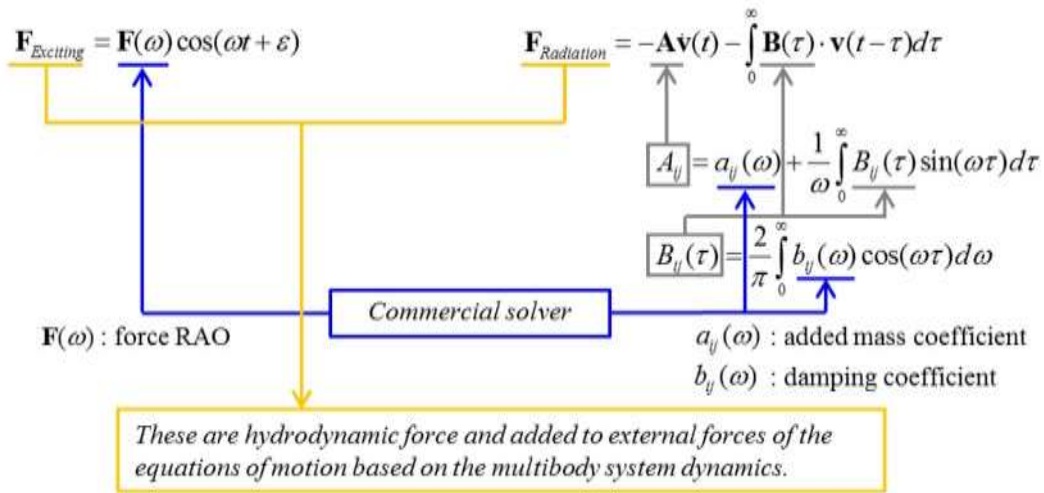 F_Exciting = F(ω)cos(ωt + ε)
F_Radiation = −Av̇(t) − ∫₀^∞ B(τ)·v(t−τ)dτ
A_ij = a_ij(ω) + 1/ω ∫₀^∞ B_ij(τ)sin(ωτ)dτ
B_ij(τ) = 2/π ∫₀^∞ b_ij(ω)cos(ωτ)dω
Commercial solver
F(ω) : force RAO
a_ij(ω) : added mass coefficient
b_ij(ω) : damping coefficient
These are hydrodynamic force and added to external forces of the
equations of motion based on the multibody system dynamics.